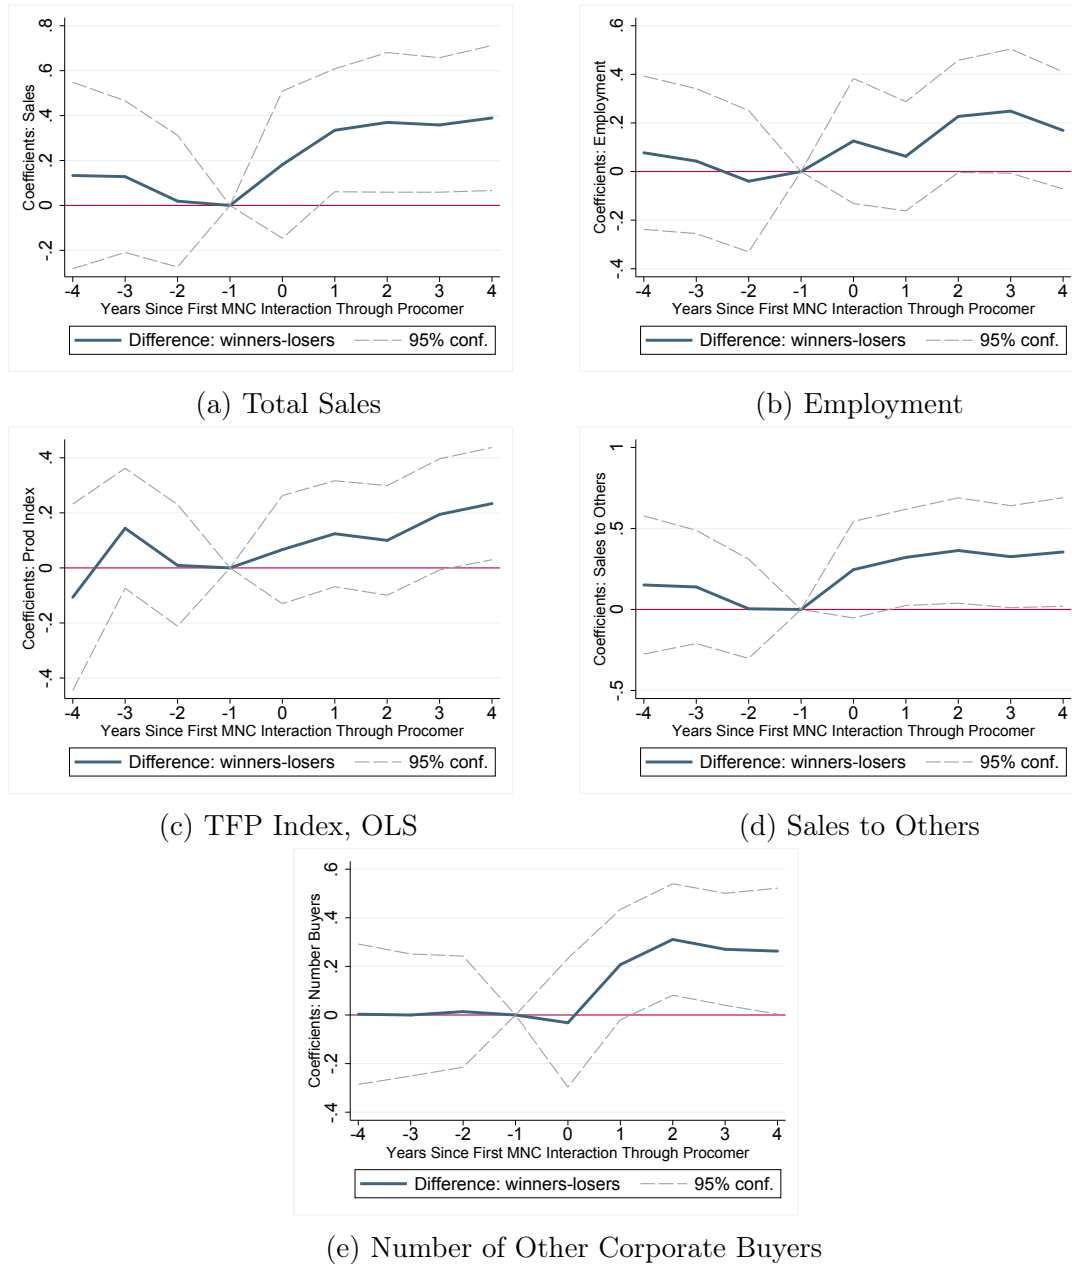 Coefficients: Sales
.8
.6
.4
.2
0
-.2
-4 -3 -2 -1 0 1 2 3 4
Years Since First MNC Interaction Through Procomer
Difference: winners-losers 95% conf.
(a) Total Sales
Coefficients: Employment
.6
.4
.2
0
-.2
-.4
-4 -3 -2 -1 0 1 2 3 4
Years Since First MNC Interaction Through Procomer
Difference: winners-losers 95% conf.
(b) Employment
Coefficients: Prod Index
.4
.2
0
-.2
-.4
-4 -3 -2 -1 0 1 2 3 4
Years Since First MNC Interaction Through Procomer
Difference: winners-losers 95% conf.
(c) TFP Index, OLS
Coefficients: Sales to Others
1
.5
0
-.5
-4 -3 -2 -1 0 1 2 3 4
Years Since First MNC Interaction Through Procomer
Difference: winners-losers 95% conf.
(d) Sales to Others
Coefficients: Number Buyers
.6
.4
.2
0
-.2
-.4
-4 -3 -2 -1 0 1 2 3 4
Years Since First MNC Interaction Through Procomer
Difference: winners-losers 95% conf.
(e) Number of Other Corporate Buyers